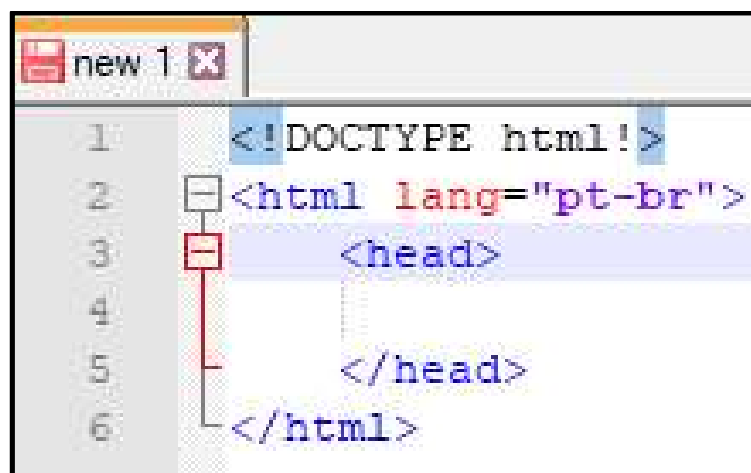 new 1
1 <!DOCTYPE html!>
2 <html lang="pt-br">
3 <head>
4
5 </head>
6 </html>